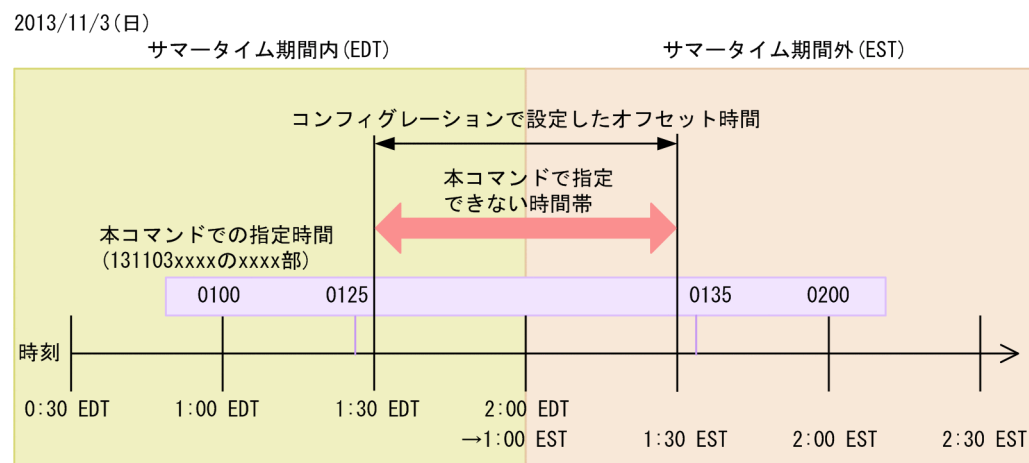 2013/11/3(日)
サマータイム期間内(EDT)
サマータイム期間外(EST)
コンフィグレーションで設定したオフセット時間
本コマンドで指定
できない時間帯
本コマンドでの指定時間
(131103xxxxのxxxx部)
0100 0125 0135 0200
時刻
0:30 EDT 1:00 EDT 1:30 EDT 2:00 EDT
→1:00 EST 1:30 EST 2:00 EST 2:30 EST